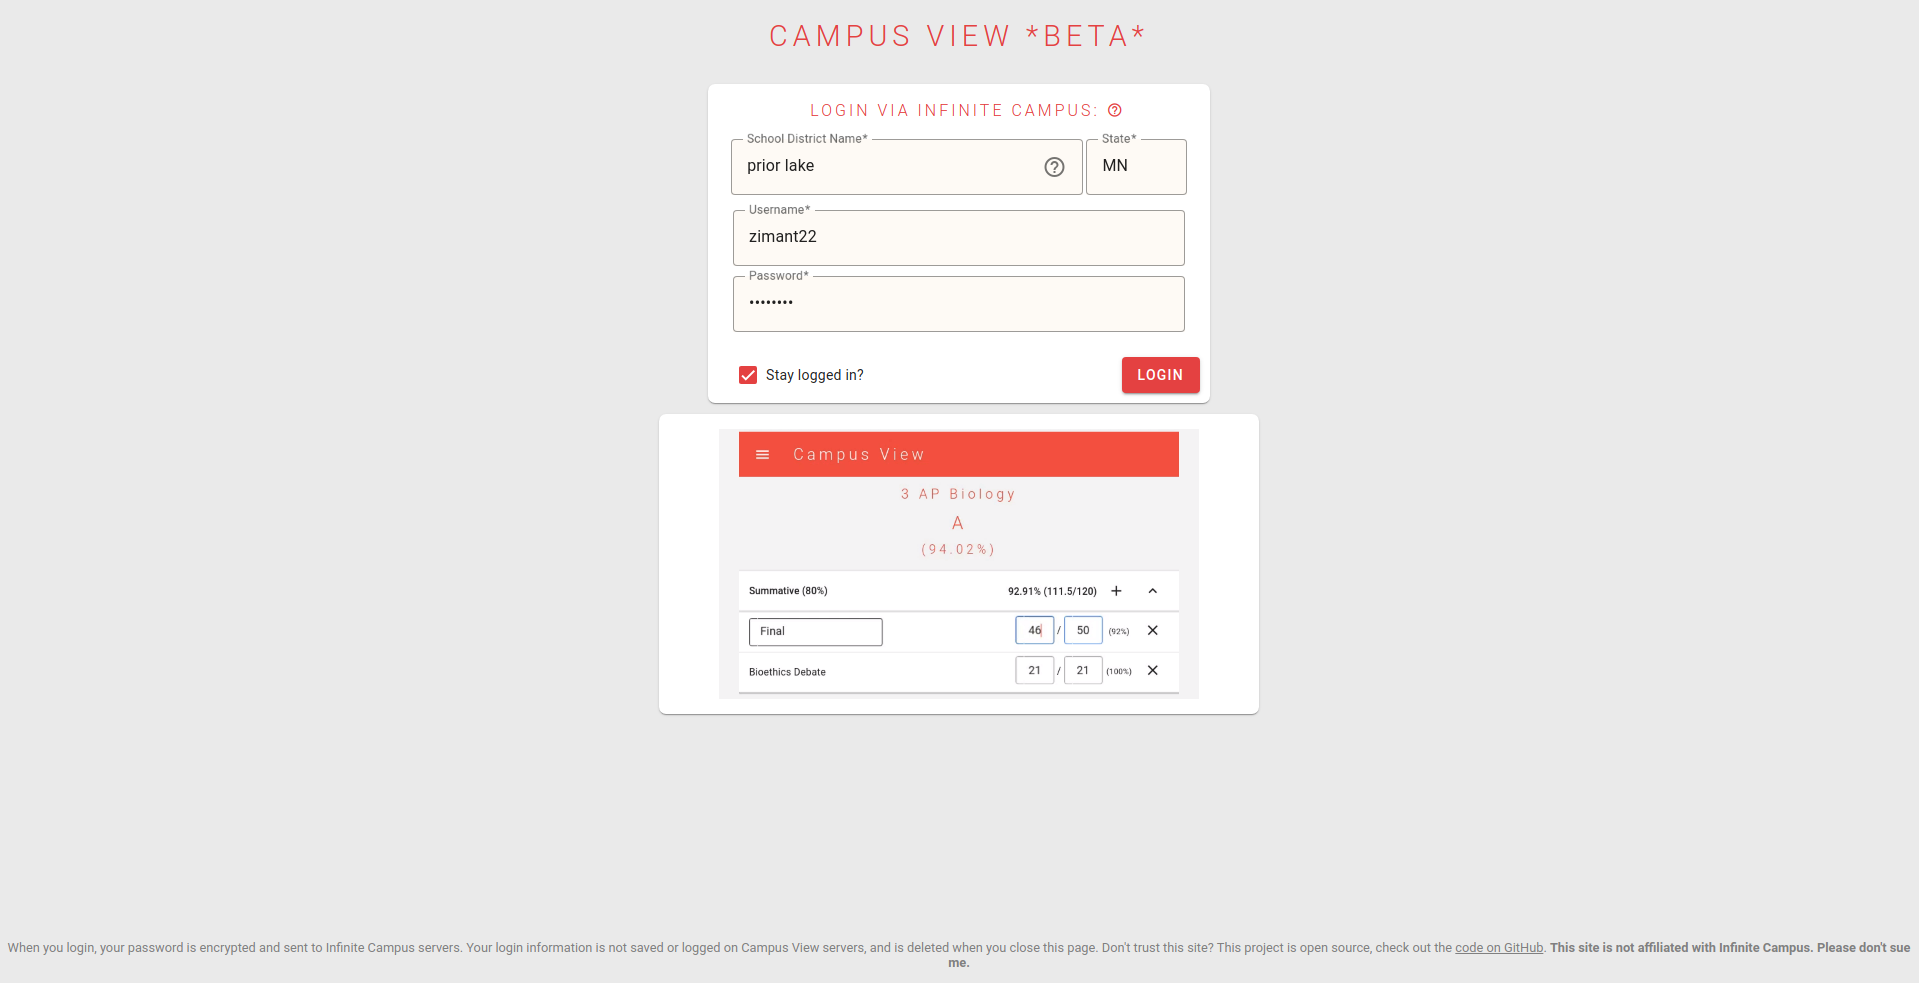 CAMPUS VIEW *BETA*
LOGIN VIA INFINITE CAMPUS:
School District Name*
prior lake
State*
MN
Username*
zimant22
Password*
••••••••
Stay logged in?
LOGIN
Campus View
3 AP Biology
A
(94.02%)
Summative (80%) 92.91% (111.5/120)
Final 46 / 50 (92%)
Bioethics Debate 21 / 21 (100%)
When you login, your password is encrypted and sent to Infinite Campus servers. Your login information is not saved or logged on Campus View servers, and is deleted when you close this page. Don't trust this site? This project is open source, check out the code on GitHub. This site is not affiliated with Infinite Campus. Please don't sue
me.